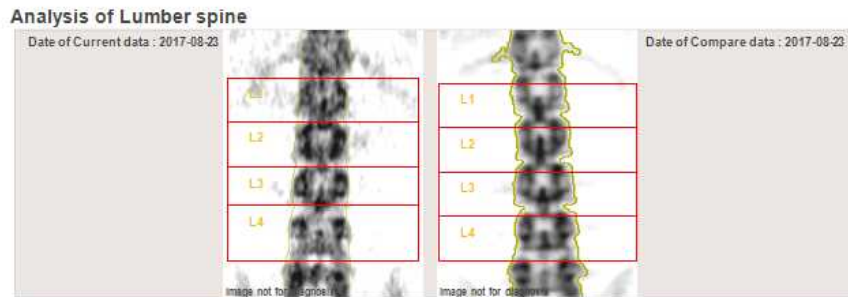 Analysis of Lumber spine
Date of Current data : 2017-08-23
Date of Compare data : 2017-08-23
L1
L2
L3
L4
L1
L2
L3
L4
Image not for diagnosis
Image not for diagnosis